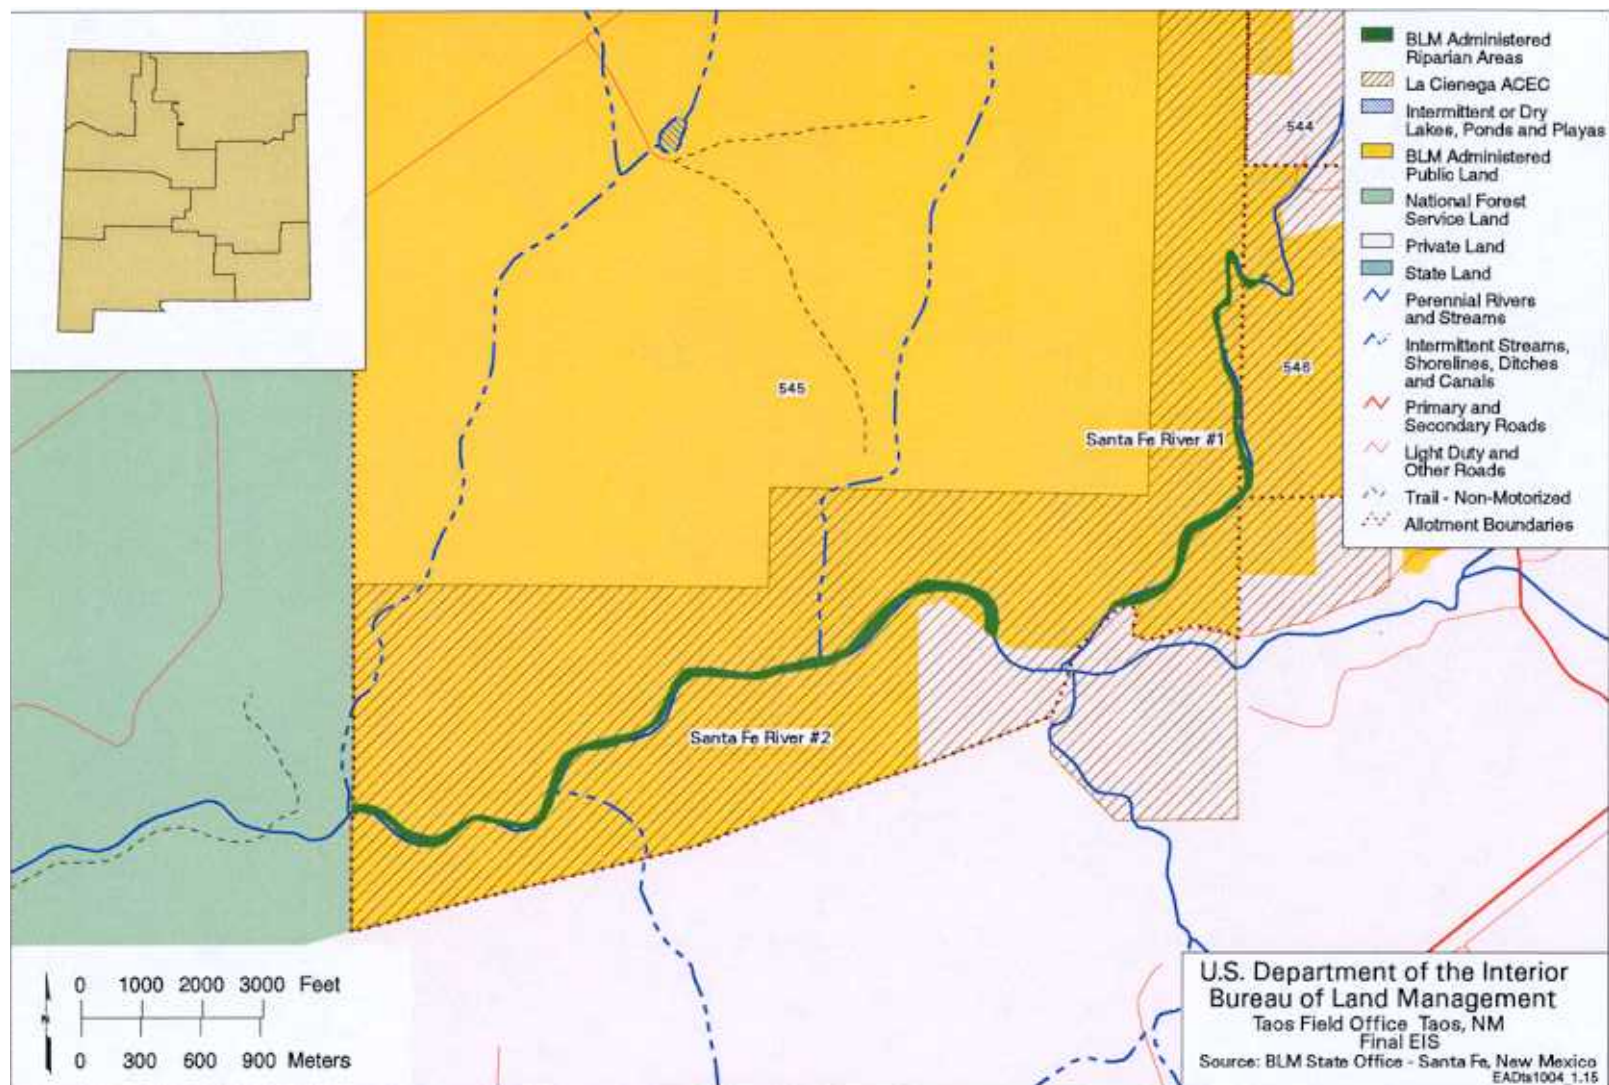 BLM Administered
Riparian Areas
La Cienega ACEC
Intermittent or Dry
Lakes, Ponds and Playas
BLM Administered
Public Land
National Forest
Service Land
Private Land
State Land
Perennial Rivers
and Streams
Intermittent Streams,
Shorelines, Ditches
and Canals
Primary and
Secondary Roads
Light Duty and
Other Roads
Trail - Non-Motorized
Allotment Boundaries
544
546
545
Santa Fe River #1
Santa Fe River #2
0 1000 2000 3000 Feet
N
0 300 600 900 Meters
U.S. Department of the Interior
Bureau of Land Management
Taos Field Office Taos, NM
Final EIS
Source: BLM State Office - Santa Fe, New Mexico
EADts1004 1.15